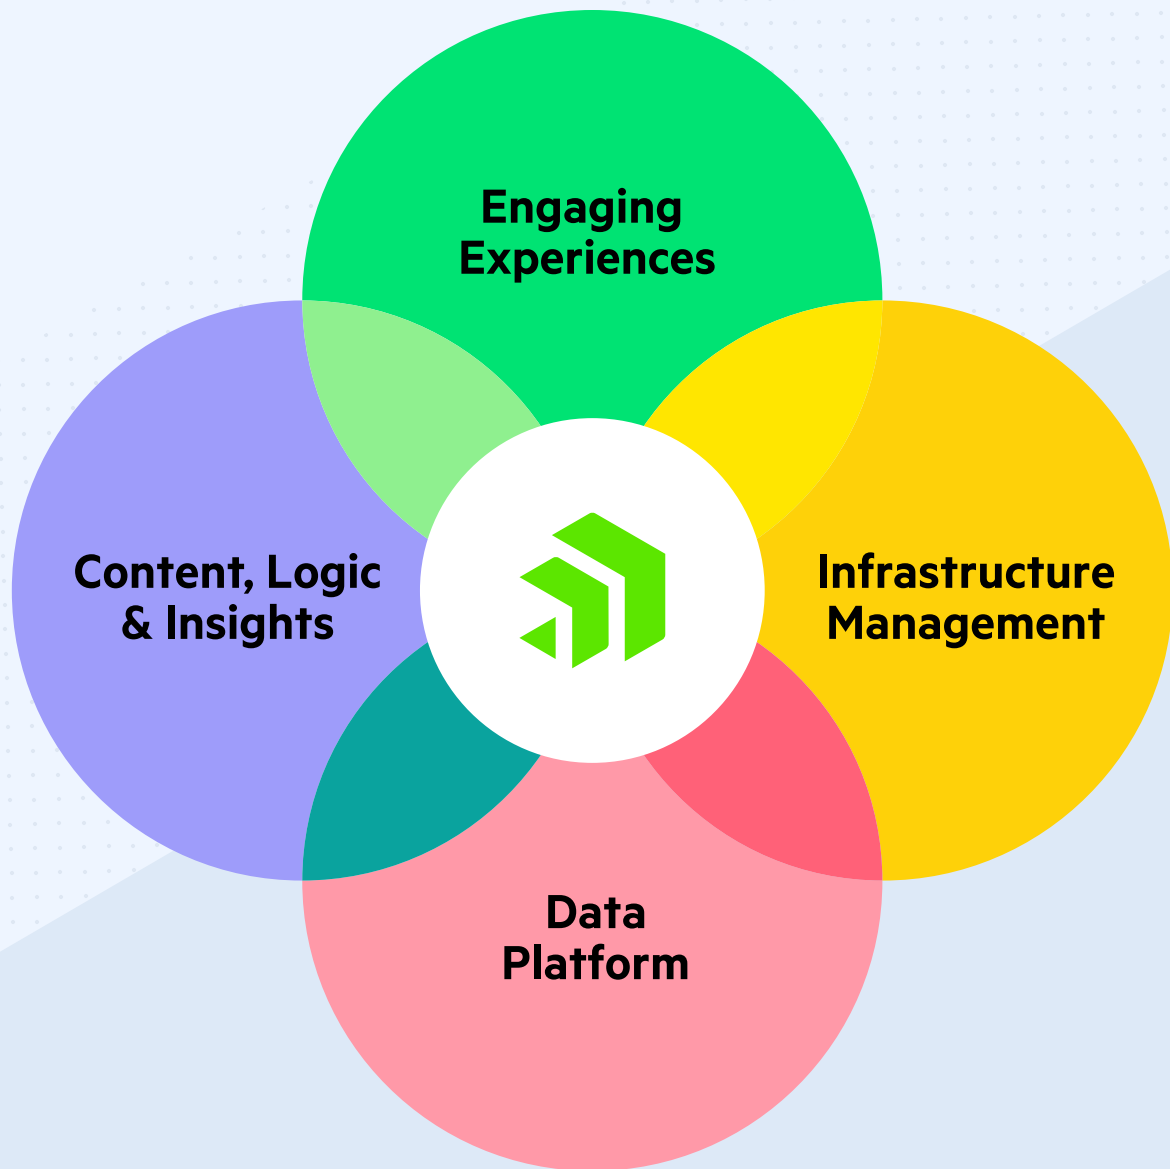 Engaging
Experiences
Content, Logic
& Insights
Infrastructure
Management
Data
Platform